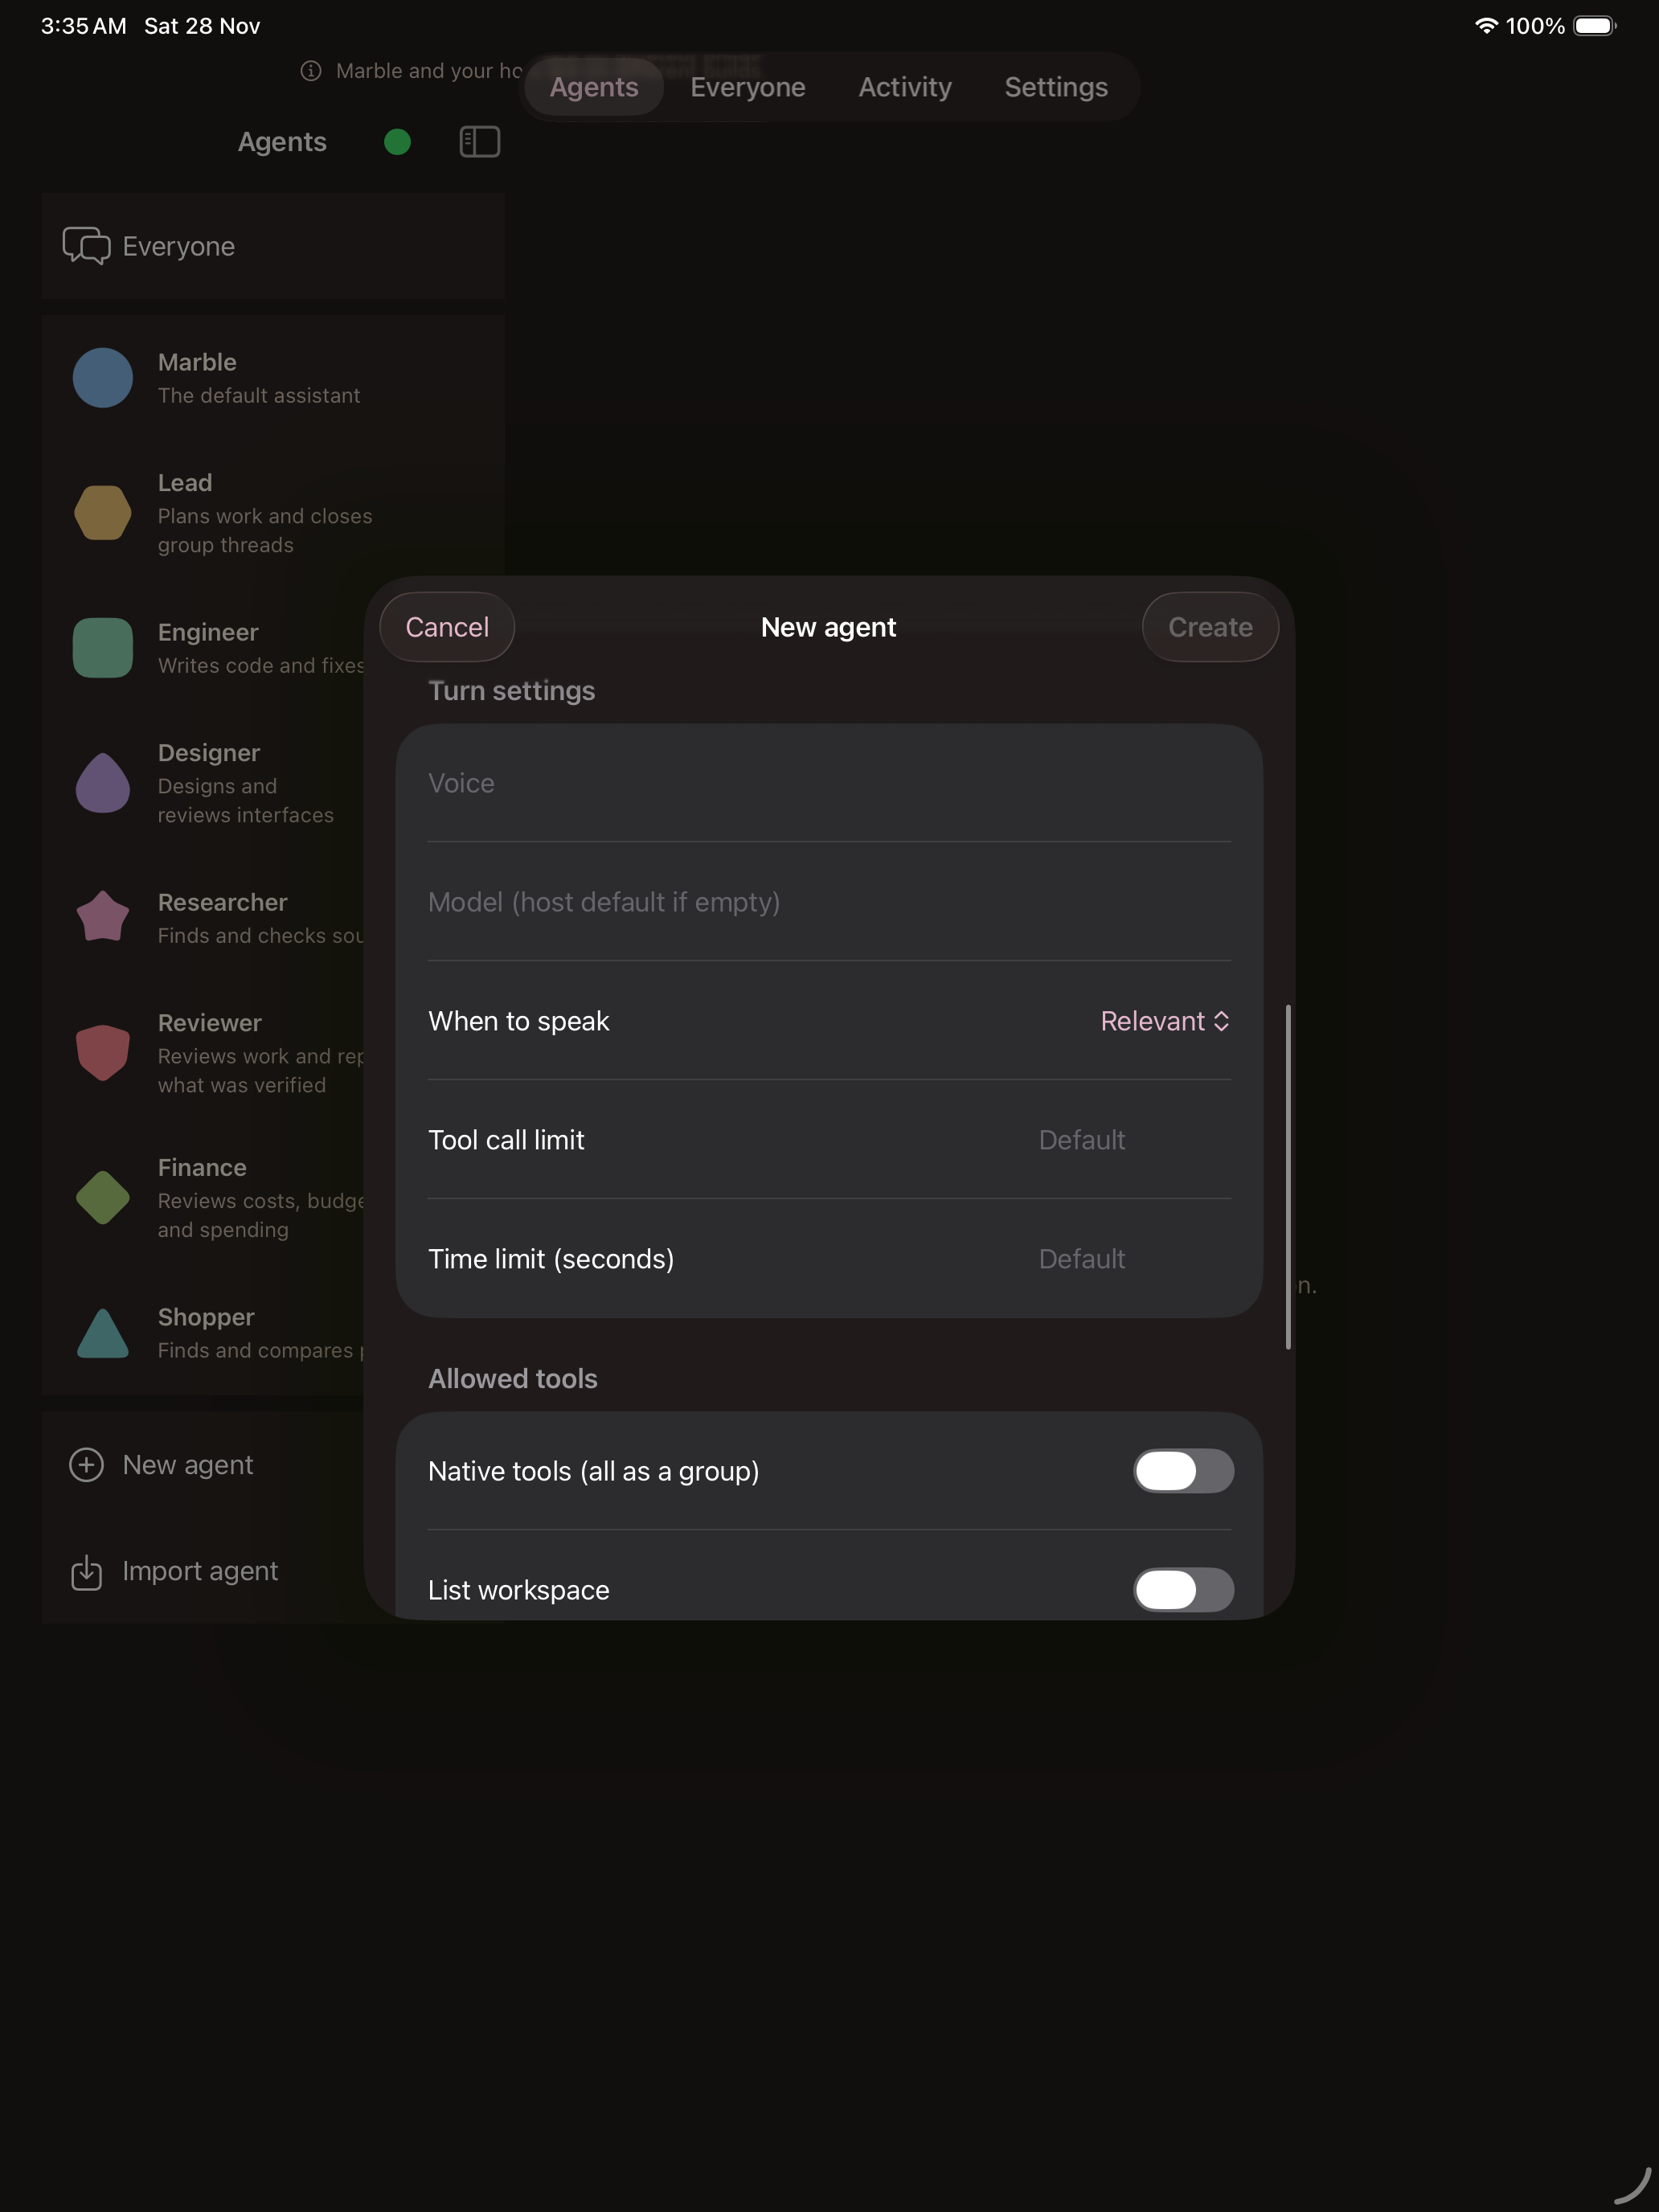 3:35 AM Sat 28 Nov
100%
Marble and your ho
Agents
Everyone
Activity
Settings
Agents
Everyone
Marble
The default assistant
Lead
Plans work and closes
group threads
Engineer
Writes code and fixes
Designer
Designs and
reviews interfaces
Researcher
Finds and checks sou
Reviewer
Reviews work and rep
what was verified
Finance
Reviews costs, budge
and spending
Shopper
Finds and compares p
New agent
Import agent
Cancel
New agent
Create
Turn settings
Voice
Model (host default if empty)
When to speak
Relevant
Tool call limit
Default
Time limit (seconds)
Default
Allowed tools
Native tools (all as a group)
List workspace
n.